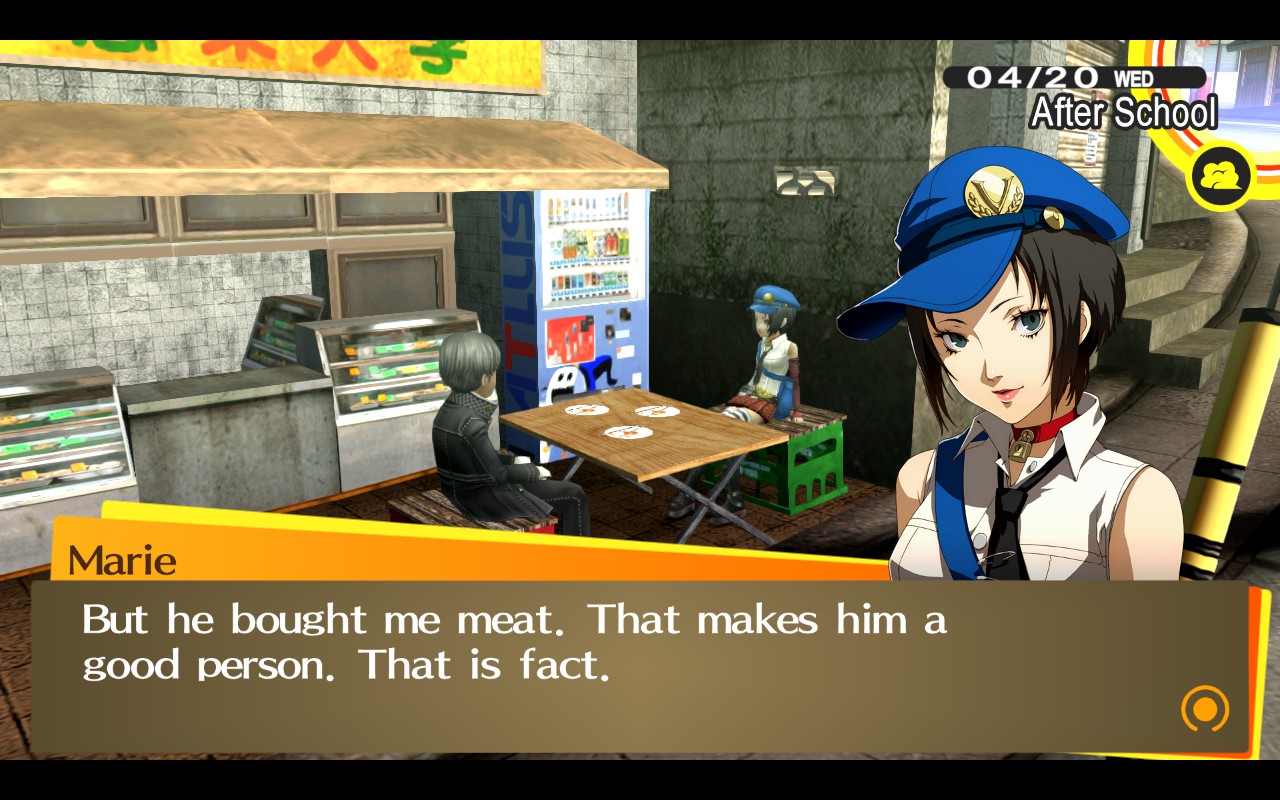 04/20 WED
After School
ATLUS
V
Marie
But he bought me meat. That makes him a
good person. That is fact.